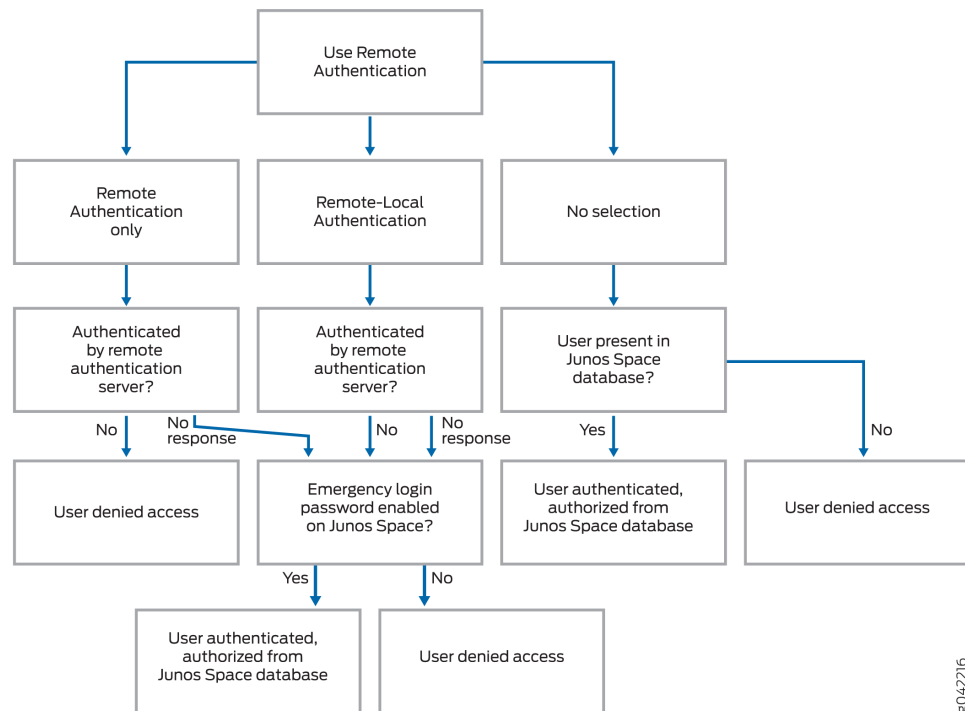 Use Remote
Authentication
Remote
Authentication
only
Remote-Local
Authentication
No selection
Authenticated
by remote
authentication
server?
Authenticated
by remote
authentication
server?
User present in
Junos Space
database?
No
No
response
No
No
response
Yes
No
User denied access
Emergency login
password enabled
on Junos Space?
User authenticated,
authorized from
Junos Space database
User denied access
Yes
No
User authenticated,
authorized from
Junos Space database
User denied access
g042216